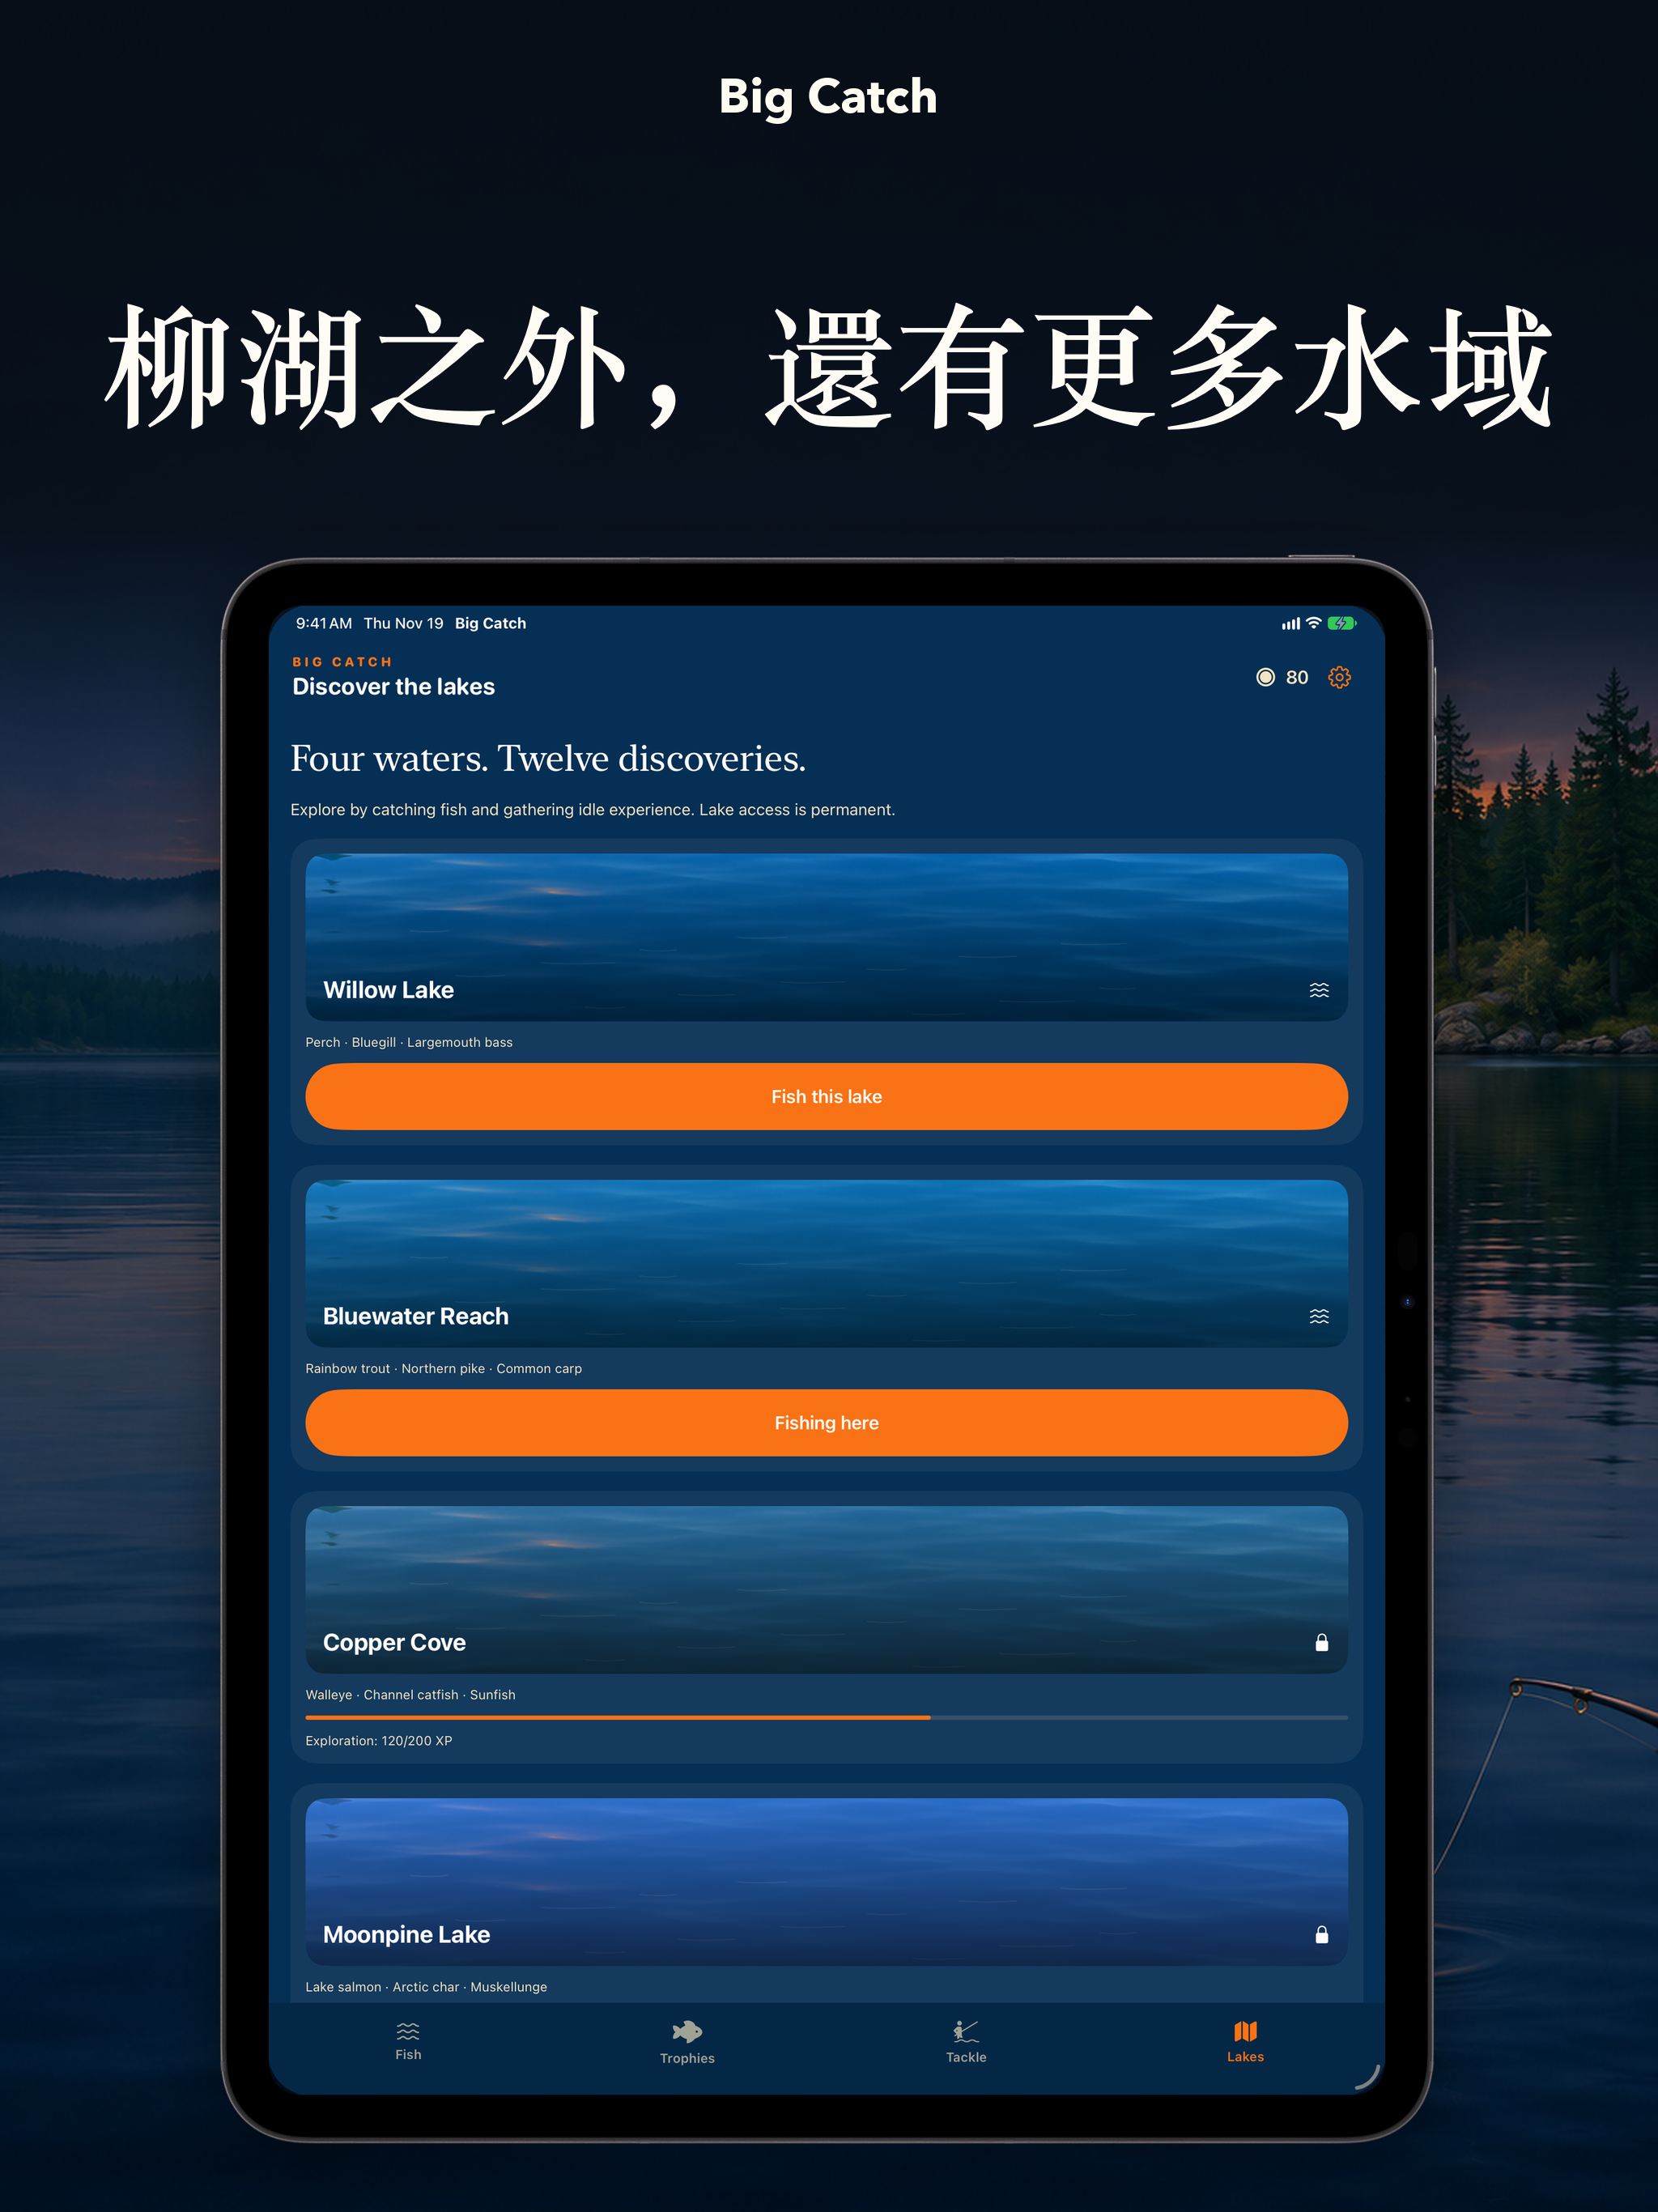 Big Catch
柳湖之外，還有更多水域
9:41 AM Thu Nov 19 Big Catch
BIG CATCH
Discover the lakes
80
Four waters. Twelve discoveries.
Explore by catching fish and gathering idle experience. Lake access is permanent.
Willow Lake
Perch · Bluegill · Largemouth bass
Fish this lake
Bluewater Reach
Rainbow trout · Northern pike · Common carp
Fishing here
Copper Cove
Walleye · Channel catfish · Sunfish
Exploration: 120/200 XP
Moonpine Lake
Lake salmon · Arctic char · Muskellunge
Fish
Trophies
Tackle
Lakes